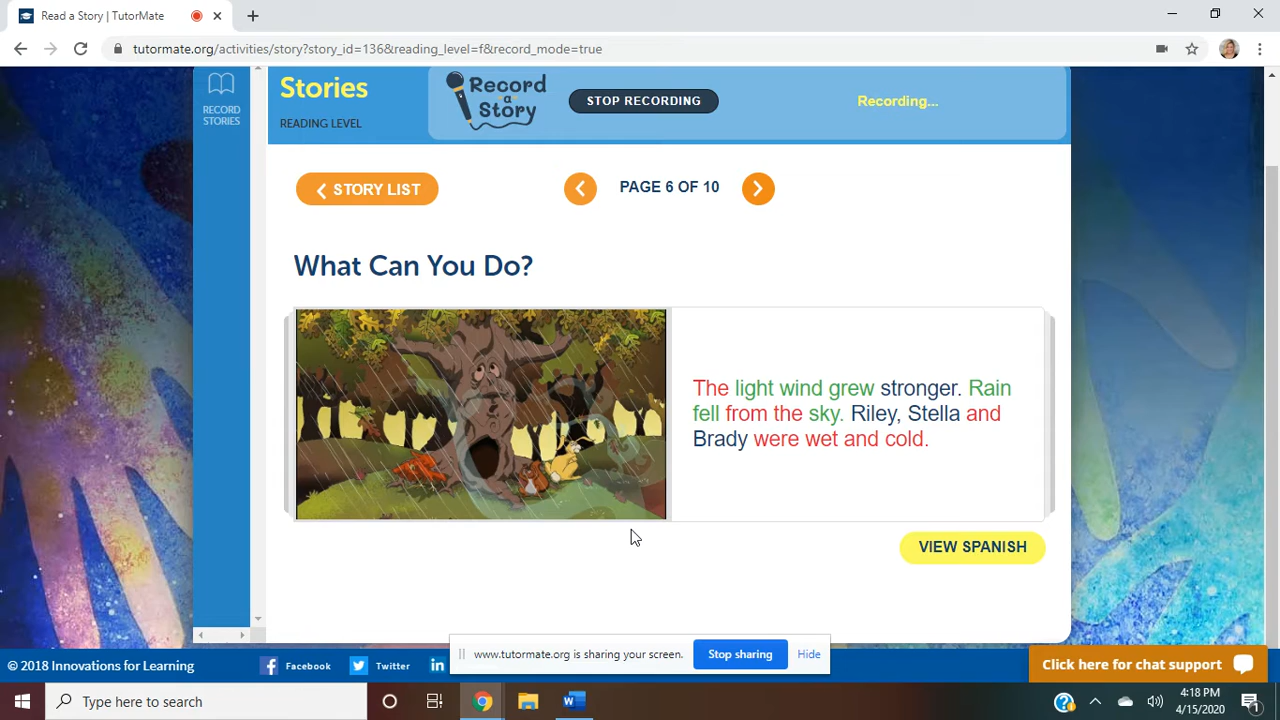 Read a Story | TutorMate
tutormate.org/activities/story?story_id=136&reading_level=f&record_mode=true
RECORD
STORIES
Stories
READING LEVEL
Record
a
Story
STOP RECORDING
Recording...
STORY LIST
PAGE 6 OF 10
What Can You Do?
The light wind grew stronger. Rain
fell from the sky. Riley, Stella and
Brady were wet and cold.
VIEW SPANISH
www.tutormate.org is sharing your screen.
Stop sharing
Hide
© 2018 Innovations for Learning
Facebook
Twitter
in
Click here for chat support
Type here to search
4:18 PM
4/15/2020